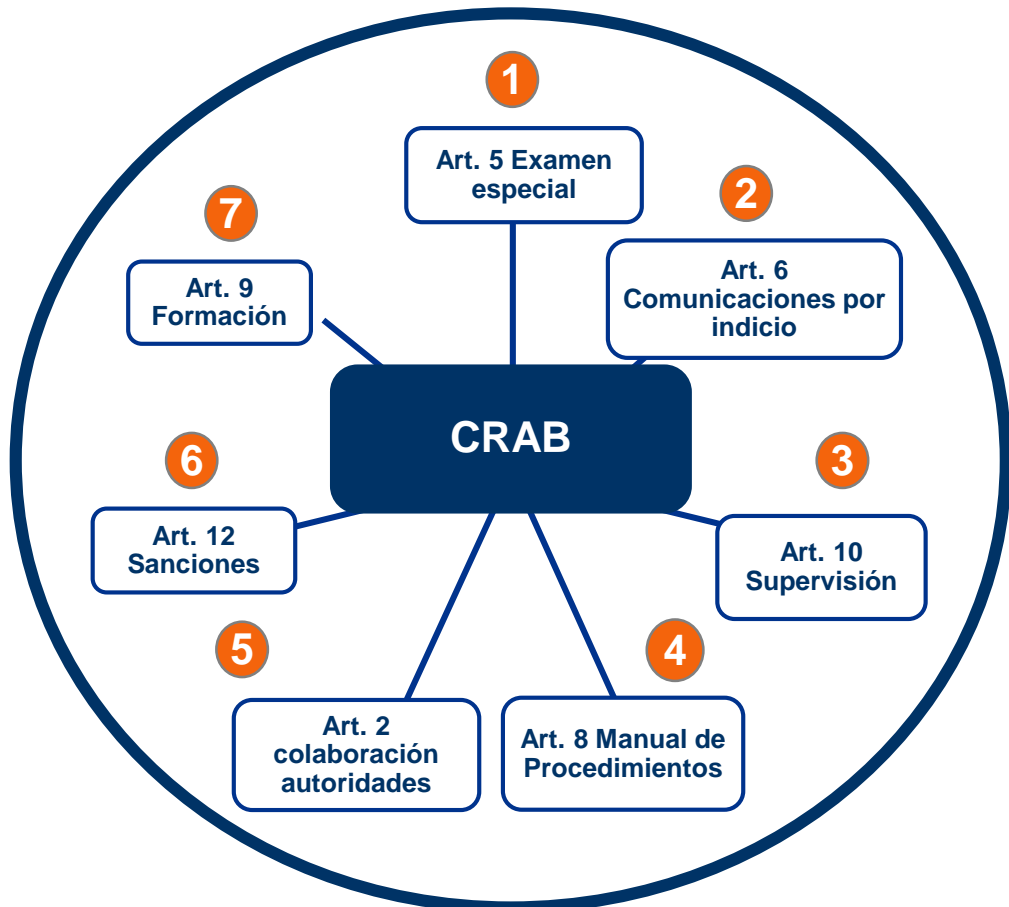 1
Art. 5 Examen
especial
2
Art. 6
Comunicaciones por
indicio
7
Art. 9
Formación
CRAB
6
Art. 12
Sanciones
3
Art. 10
Supervisión
5
Art. 2
colaboración
autoridades
4
Art. 8 Manual de
Procedimientos